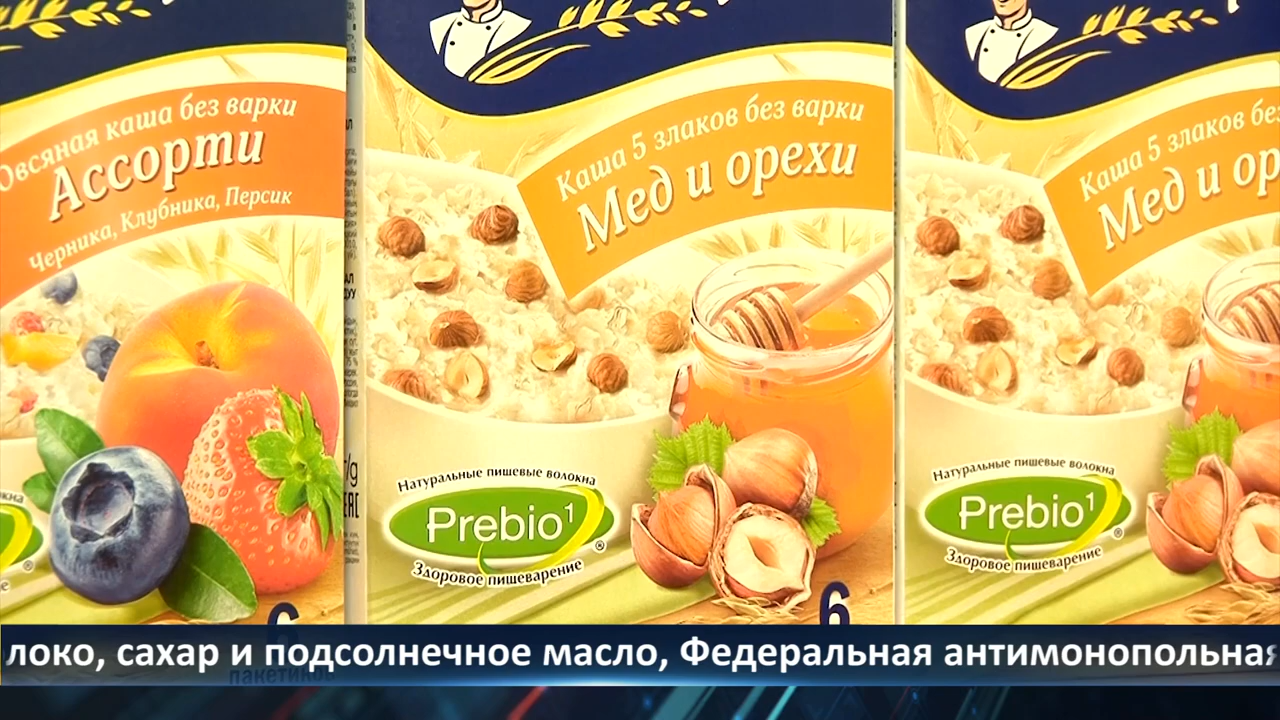 Овсяная каша без варки
Ассорти
Черника, Клубника, Персик
6
пакетиков
Каша 5 злаков без варки
Мед и орехи
Натуральные пищевые волокна
Prebio¹
®
Здоровое пищеварение
6
Каша 5 злаков без
Мед и ор
Натуральные пищевые волокна
Prebio¹
®
Здоровое пищеварение
локо, сахар и подсолнечное масло, Федеральная антимонопольная